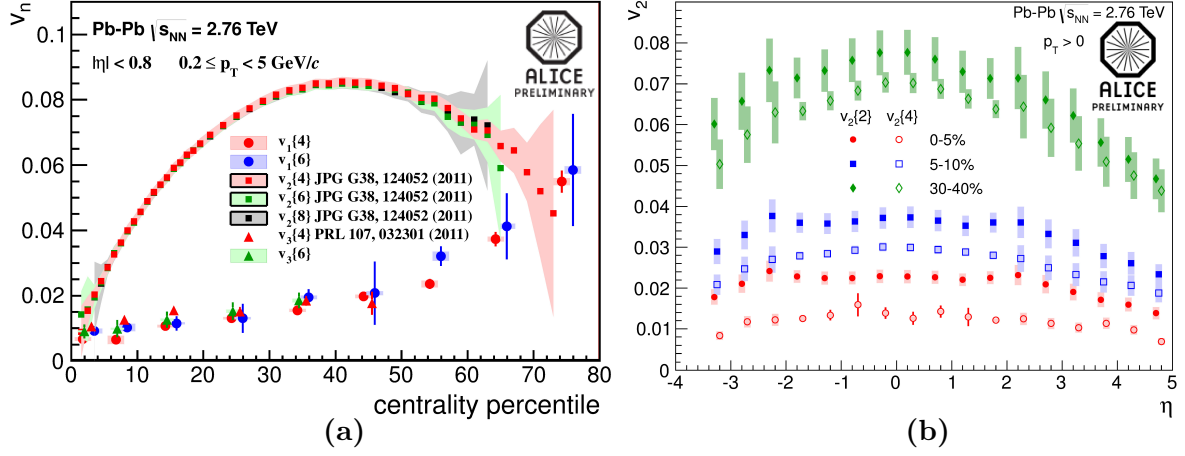 v_n
Pb-Pb √s_NN = 2.76 TeV
|η| < 0.8 0.2 ≤ p_T < 5 GeV/c
ALICE
PRELIMINARY
v_1{4}
v_1{6}
v_2{4} JPG G38, 124052 (2011)
v_2{6} JPG G38, 124052 (2011)
v_2{8} JPG G38, 124052 (2011)
v_3{4} PRL 107, 032301 (2011)
v_3{6}
0.1
0.08
0.06
0.04
0.02
0
0 10 20 30 40 50 60 70 80
centrality percentile
(a)
v_2
Pb-Pb √s_NN = 2.76 TeV
p_T > 0
ALICE
PRELIMINARY
v_2{2} v_2{4}
0-5%
5-10%
30-40%
0.08
0.07
0.06
0.05
0.04
0.03
0.02
0.01
0
-4 -3 -2 -1 0 1 2 3 4 5
η
(b)